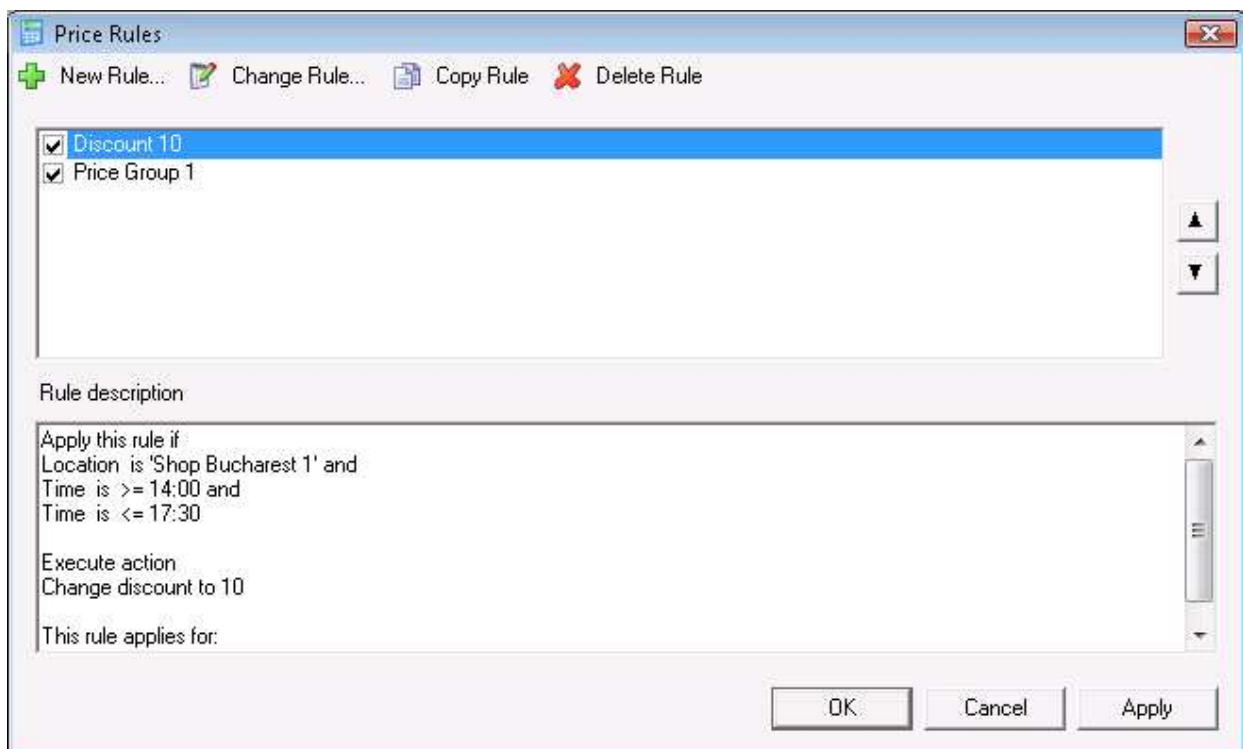 Price Rules
New Rule... Change Rule... Copy Rule Delete Rule
Discount 10
Price Group 1
Rule description
Apply this rule if
Location is 'Shop Bucharest 1' and
Time is >= 14:00 and
Time is <= 17:30
Execute action
Change discount to 10
This rule applies for:
OK Cancel Apply